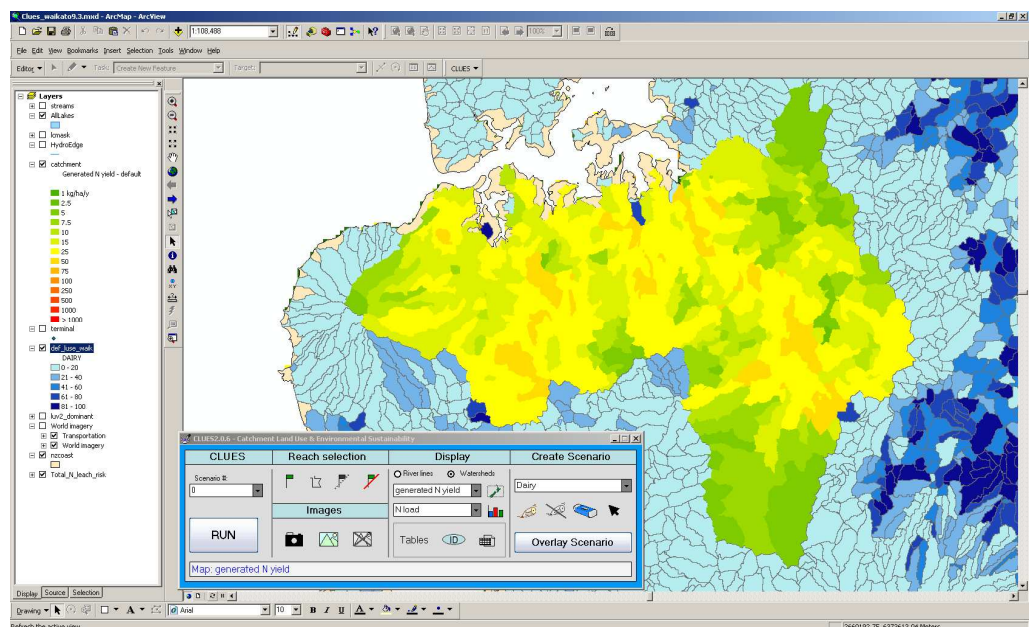 Clues_waikato9.3.mxd - ArcMap - ArcView
1:108,488
100%
File Edit View Bookmarks Insert Selection Tools Window Help
Editor Task: Create New Feature Target: CLUES
Layers
streams
AllLakes
lcmask
HydroEdge
catchment
Generated N yield - default
1 kg/ha/y
2.5
5
7.5
10
15
25
50
75
100
250
500
1000
> 1000
terminal
def_luse_waik
DAIRY
0 - 20
21 - 40
41 - 60
61 - 80
81 - 100
luv2_dominant
World imagery
Transportation
World imagery
nzcoast
Total_N_leach_risk
CLUES2.0.6 - Catchment Land Use & Environmental Sustainability
CLUES Reach selection Display Create Scenario
Scenario #:
0
River lines Watersheds
generated N yield
Dairy
Images
N load
RUN
Tables ID
Overlay Scenario
Map: generated N yield
Display Source Selection
Drawing A Arial 10 B I U A
Refresh the active view
2660192.75 6373613.04 Meters